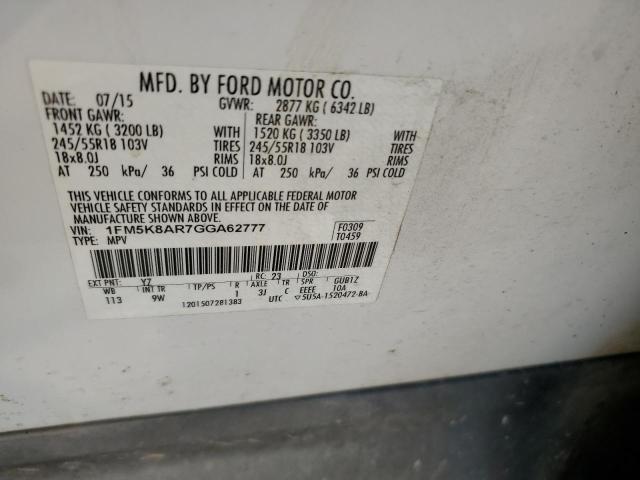 MFD. BY FORD MOTOR CO.
DATE: 07/15 GVWR: 2877 KG ( 6342 LB)
FRONT GAWR: REAR GAWR:
1452 KG ( 3200 LB) WITH 1520 KG ( 3350 LB) WITH
245/55R18 103V TIRES 245/55R18 103V TIRES
18x8.0J RIMS 18x8.0J RIMS
AT 250 kPa/ 36 PSI COLD AT 250 kPa/ 36 PSI COLD
THIS VEHICLE CONFORMS TO ALL APPLICABLE FEDERAL MOTOR
VEHICLE SAFETY STANDARDS IN EFFECT ON THE DATE OF
MANUFACTURE SHOWN ABOVE.
VIN: 1FM5K8AR7GGA62777 F0309
TYPE: MPV T0459
RC: 23 DSO:
EXT PNT: YZ
WB INT TR TP/PS R AXLE TR SPR GUB1Z
113 9W 1 3J C EEEE 10A
1201507281383 UTC ▽5U5A-1520472-BA